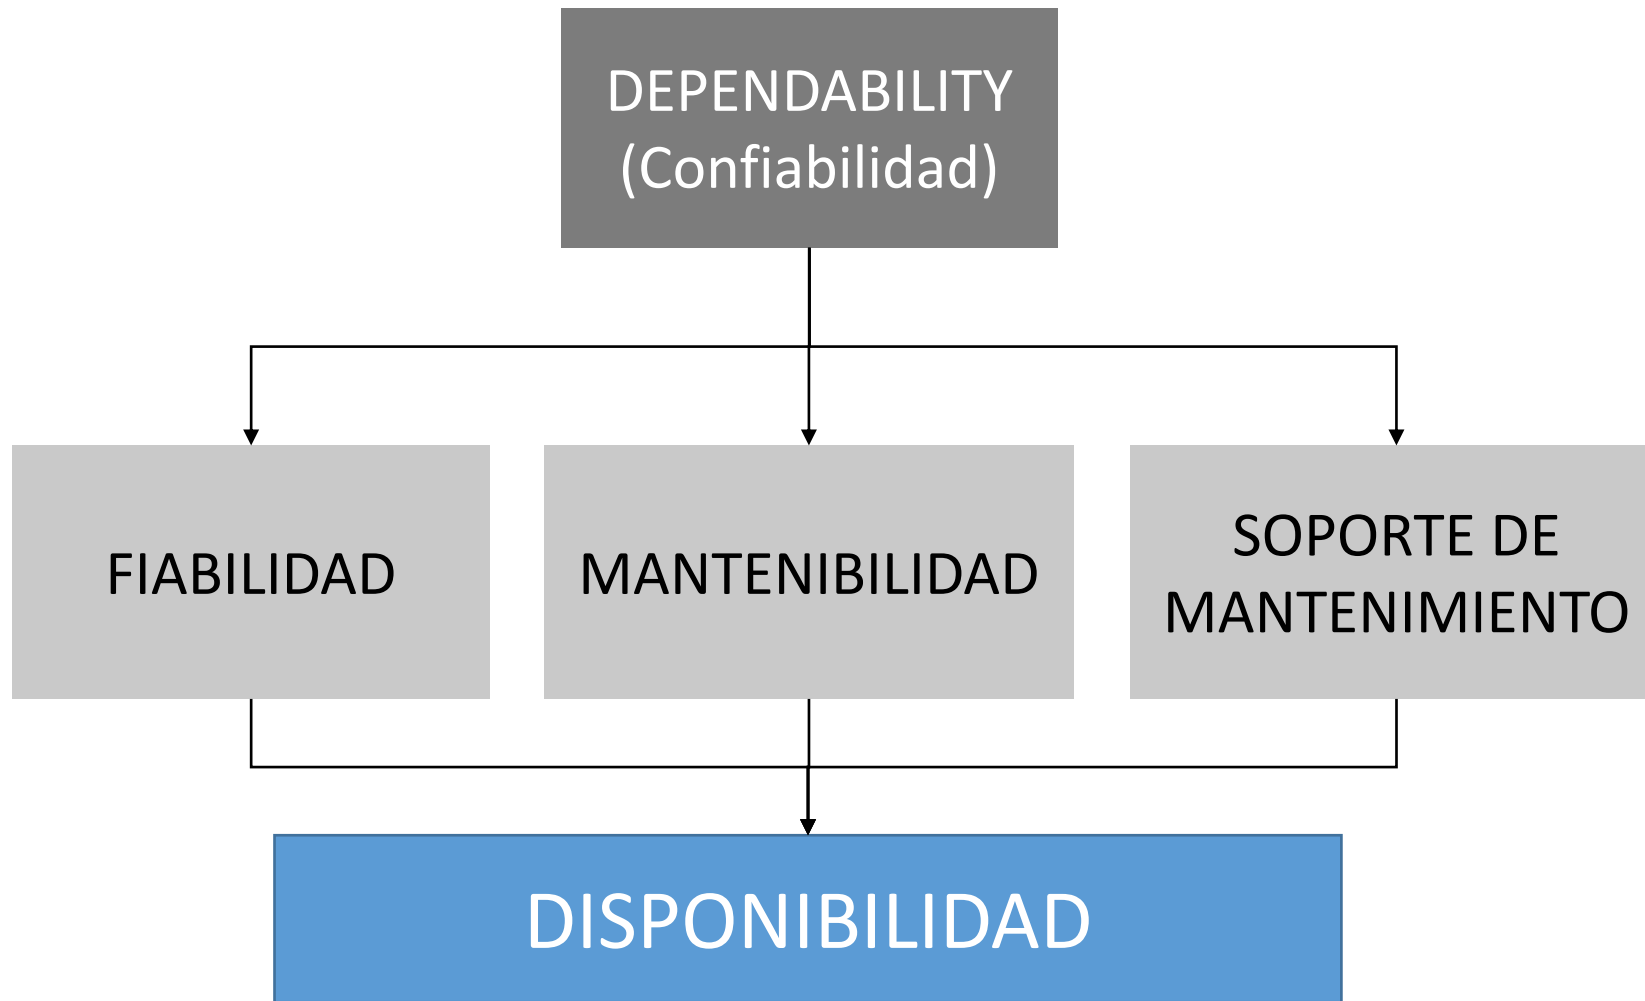 DEPENDABILITY
(Confiabilidad)
FIABILIDAD
MANTENIBILIDAD
SOPORTE DE
MANTENIMIENTO
DISPONIBILIDAD